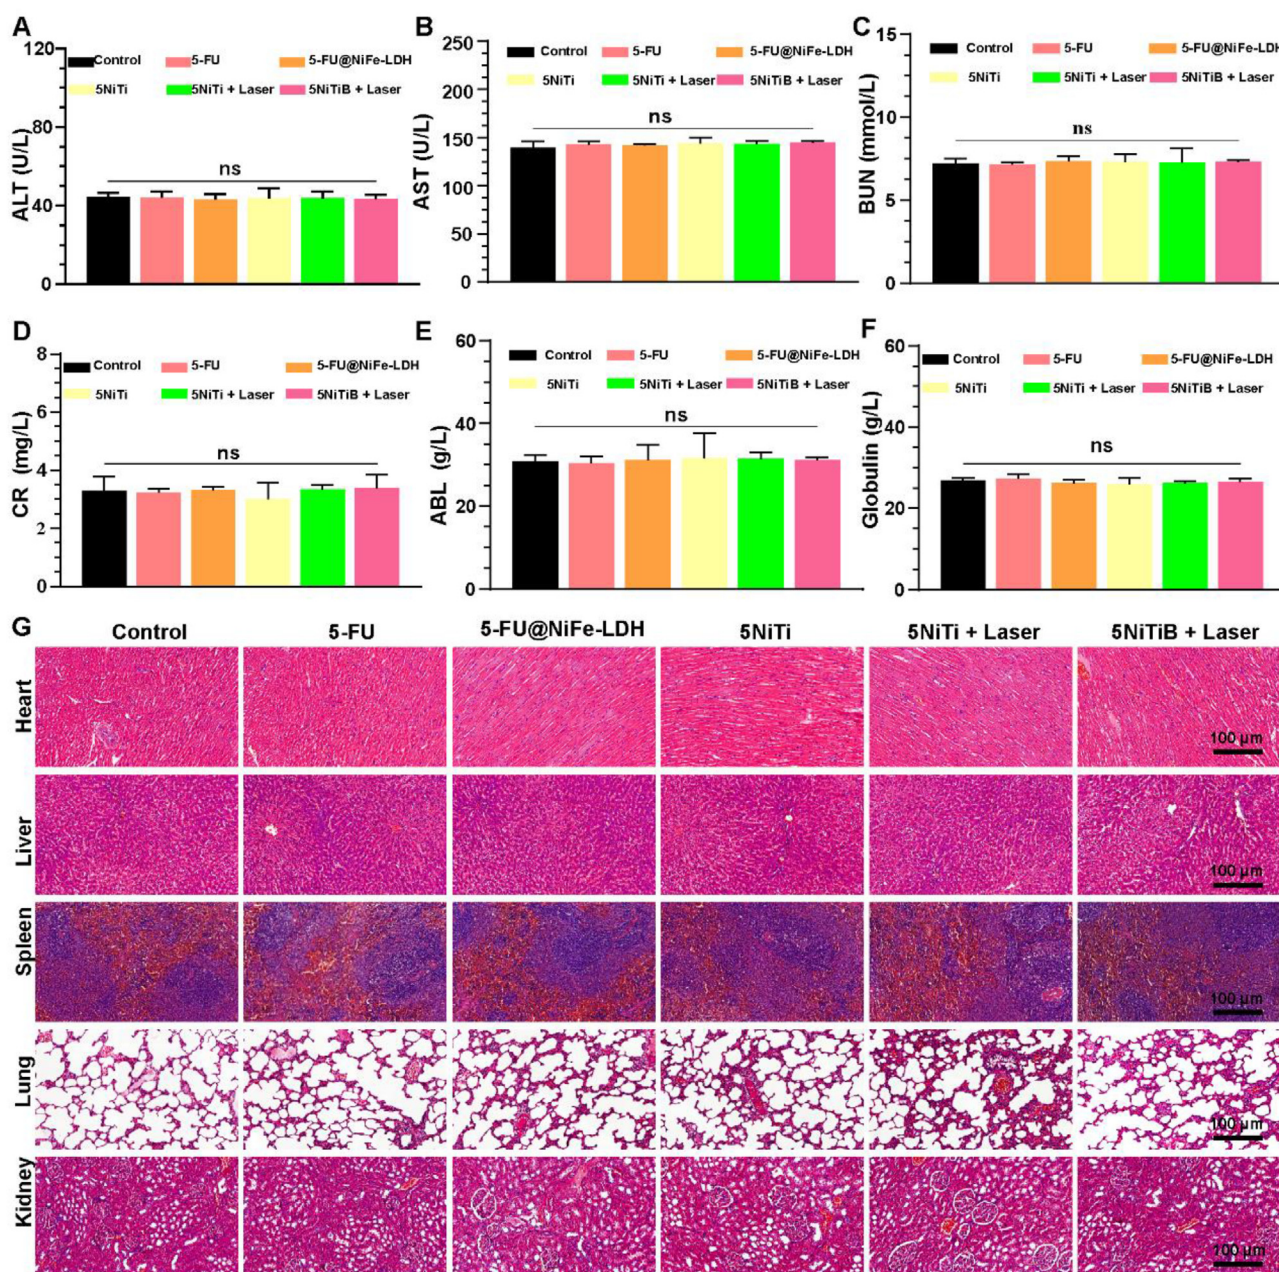 A
120
Control
5-FU
5-FU@NiFe-LDH
5NiTi
5NiTi + Laser
5NiTiB + Laser
80
ns
40
0
ALT (U/L)
B
250
Control
5-FU
5-FU@NiFe-LDH
5NiTi
5NiTi + Laser
5NiTiB + Laser
200
ns
150
100
50
0
AST (U/L)
C
15
Control
5-FU
5-FU@NiFe-LDH
5NiTi
5NiTi + Laser
5NiTiB + Laser
10
ns
5
0
BUN (mmol/L)
D
8
Control
5-FU
5-FU@NiFe-LDH
5NiTi
5NiTi + Laser
5NiTiB + Laser
6
ns
4
2
0
CR (mg/L)
E
60
Control
5-FU
5-FU@NiFe-LDH
5NiTi
5NiTi + Laser
5NiTiB + Laser
40
ns
20
0
ABL (g/L)
F
60
Control
5-FU
5-FU@NiFe-LDH
5NiTi
5NiTi + Laser
5NiTiB + Laser
40
ns
20
0
Globulin (g/L)
G
Control
5-FU
5-FU@NiFe-LDH
5NiTi
5NiTi + Laser
5NiTiB + Laser
Heart
100 µm
Liver
100 µm
Spleen
100 µm
Lung
100 µm
Kidney
100 µm